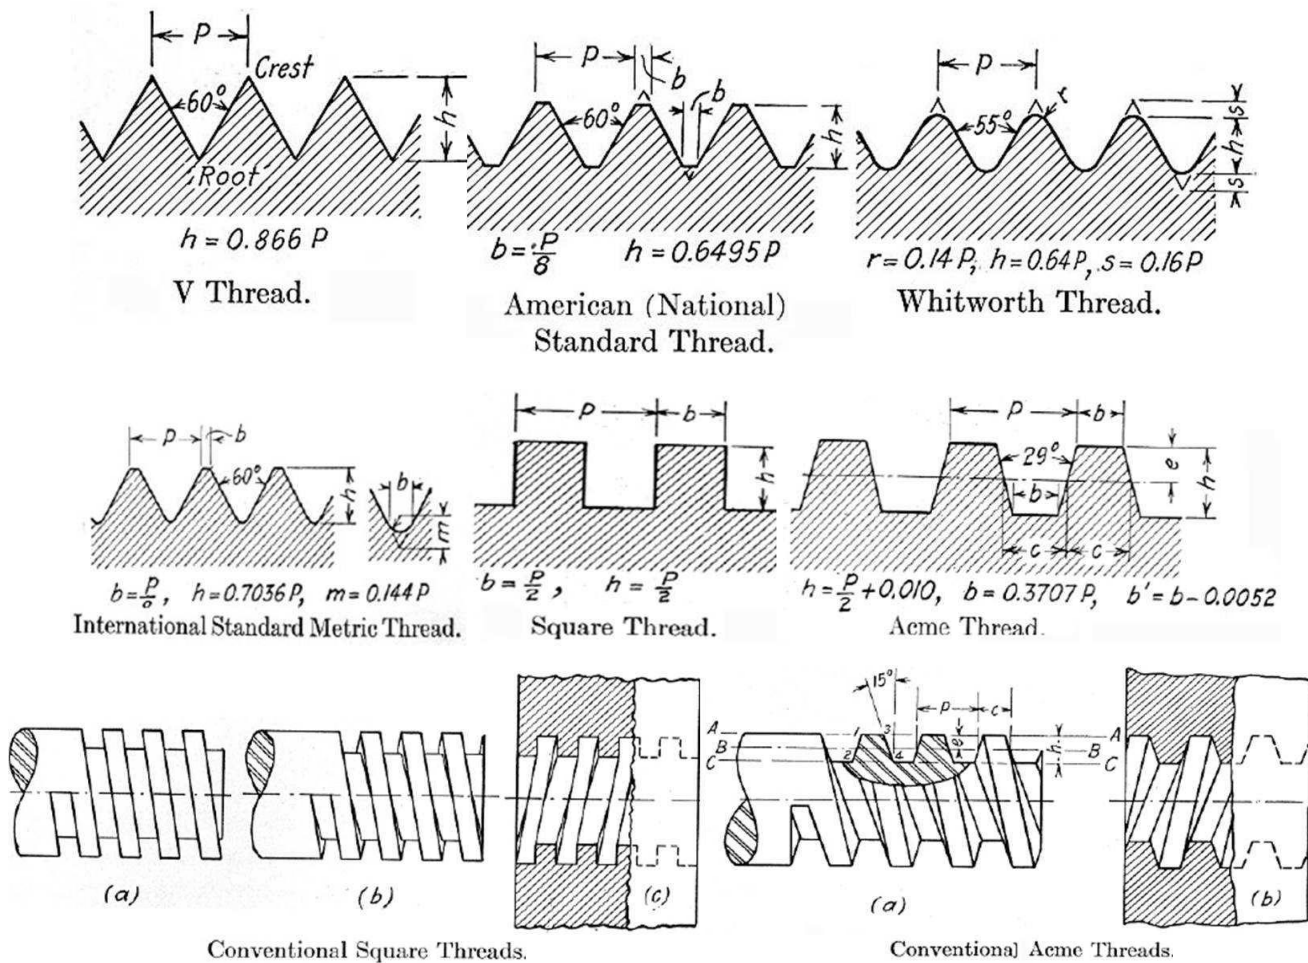 P
Crest
60°
h
Root
h = 0.866 P
V Thread.
P
b
b
60°
h
b = P/8 h = 0.6495 P
American (National)
Standard Thread.
P
r
55°
s
h
s
r = 0.14 P, h = 0.64 P, s = 0.16 P
Whitworth Thread.
P
b
60°
h
b
m
h = 0.7036 P, m = 0.144 P
International Standard Metric Thread.
P
b
h
b = P/2, h = P/2
Square Thread.
P
b
29°
e
h
b
c
c
h = P/2 + 0.010, b = 0.3707 P, b' = b - 0.0052
Acme Thread.
(a)
(b)
(c)
Conventional Square Threads.
15°
P
c
A
B
C
1
2
3
4
e
h
A
B
C
(a)
(b)
Conventional Acme Threads.